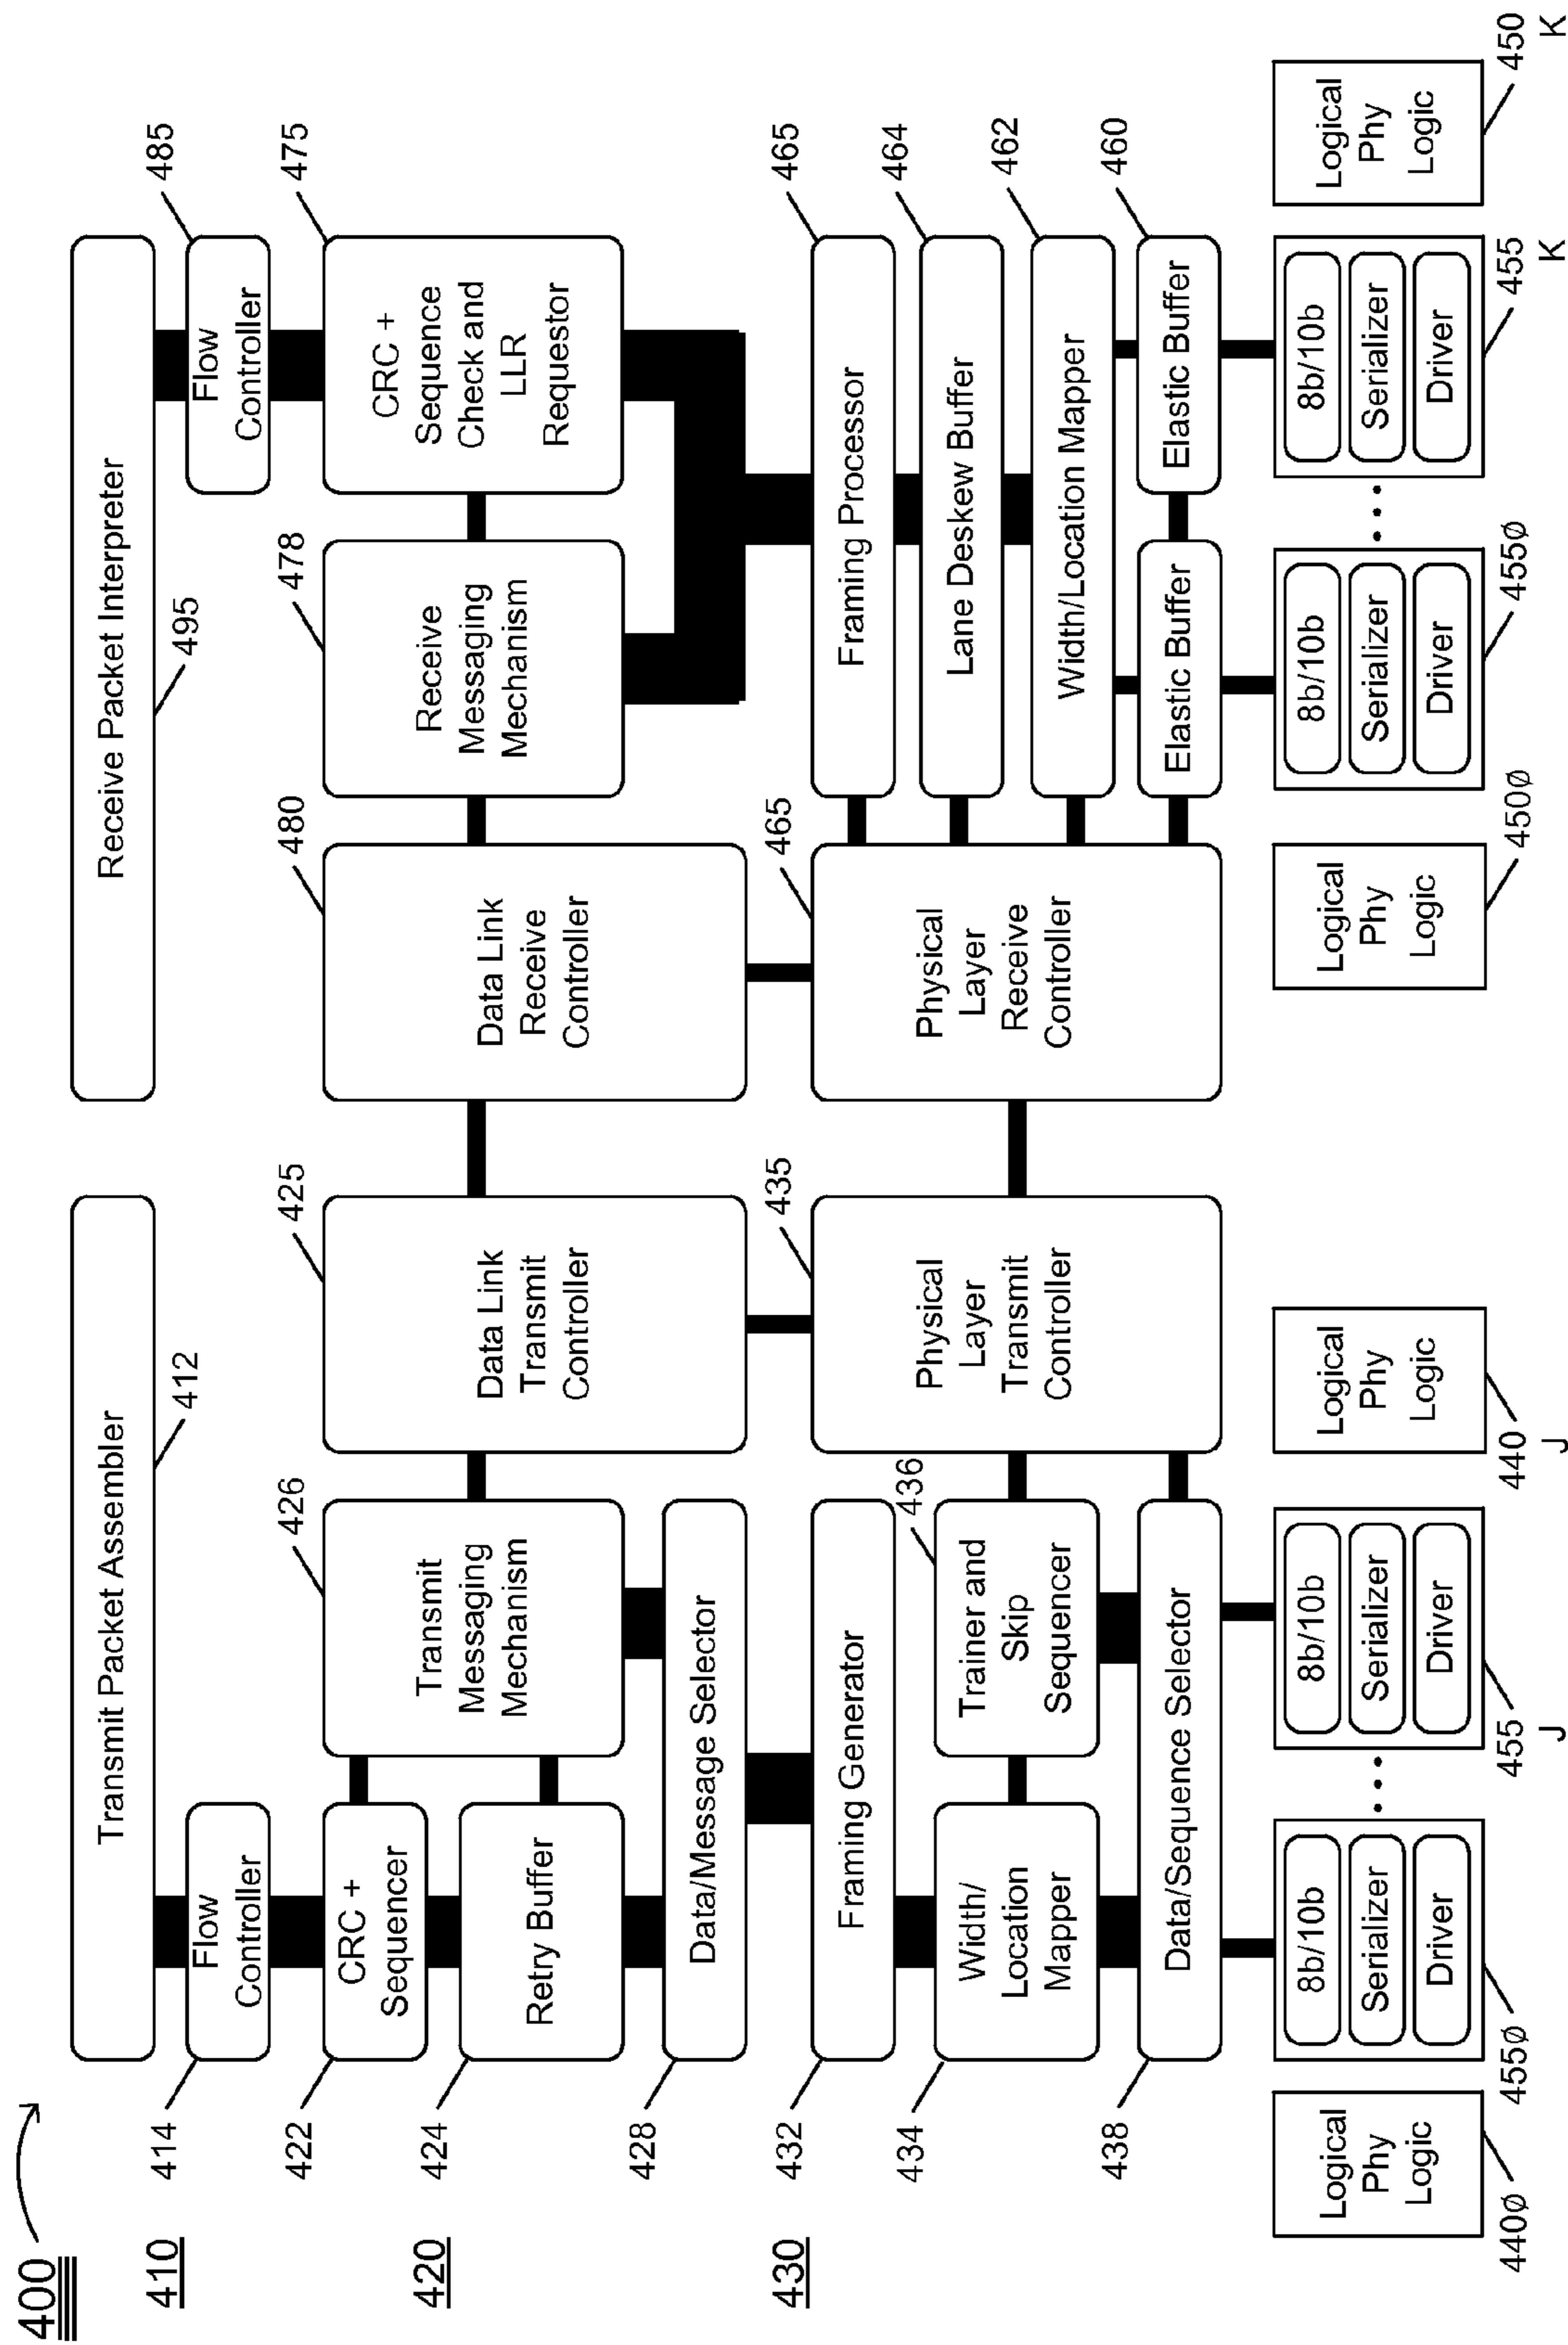 400
410
420
430
Transmit Packet Assembler
412
Receive Packet Interpreter
495
414
Flow
Controller
Flow
Controller
485
422
CRC +
Sequencer
424
Retry Buffer
426
Transmit
Messaging
Mechanism
425
Data Link
Transmit
Controller
480
Data Link
Receive
Controller
478
Receive
Messaging
Mechanism
475
CRC +
Sequence
Check and
LLR
Requestor
428
Data/Message Selector
432
Framing Generator
434
Width/
Location
Mapper
436
Trainer and
Skip
Sequencer
438
Data/Sequence Selector
435
Physical
Layer
Transmit
Controller
465
Physical
Layer
Receive
Controller
Framing Processor
465
Lane Deskew Buffer
464
Width/Location Mapper
462
Elastic Buffer
Elastic Buffer
460
Logical
Phy
Logic
440Ø
8b/10b
Serializer
Driver
455Ø
...
8b/10b
Serializer
Driver
455
J
Logical
Phy
Logic
440
J
Logical
Phy
Logic
450Ø
8b/10b
Serializer
Driver
455Ø
...
8b/10b
Serializer
Driver
455
K
Logical
Phy
Logic
450
K